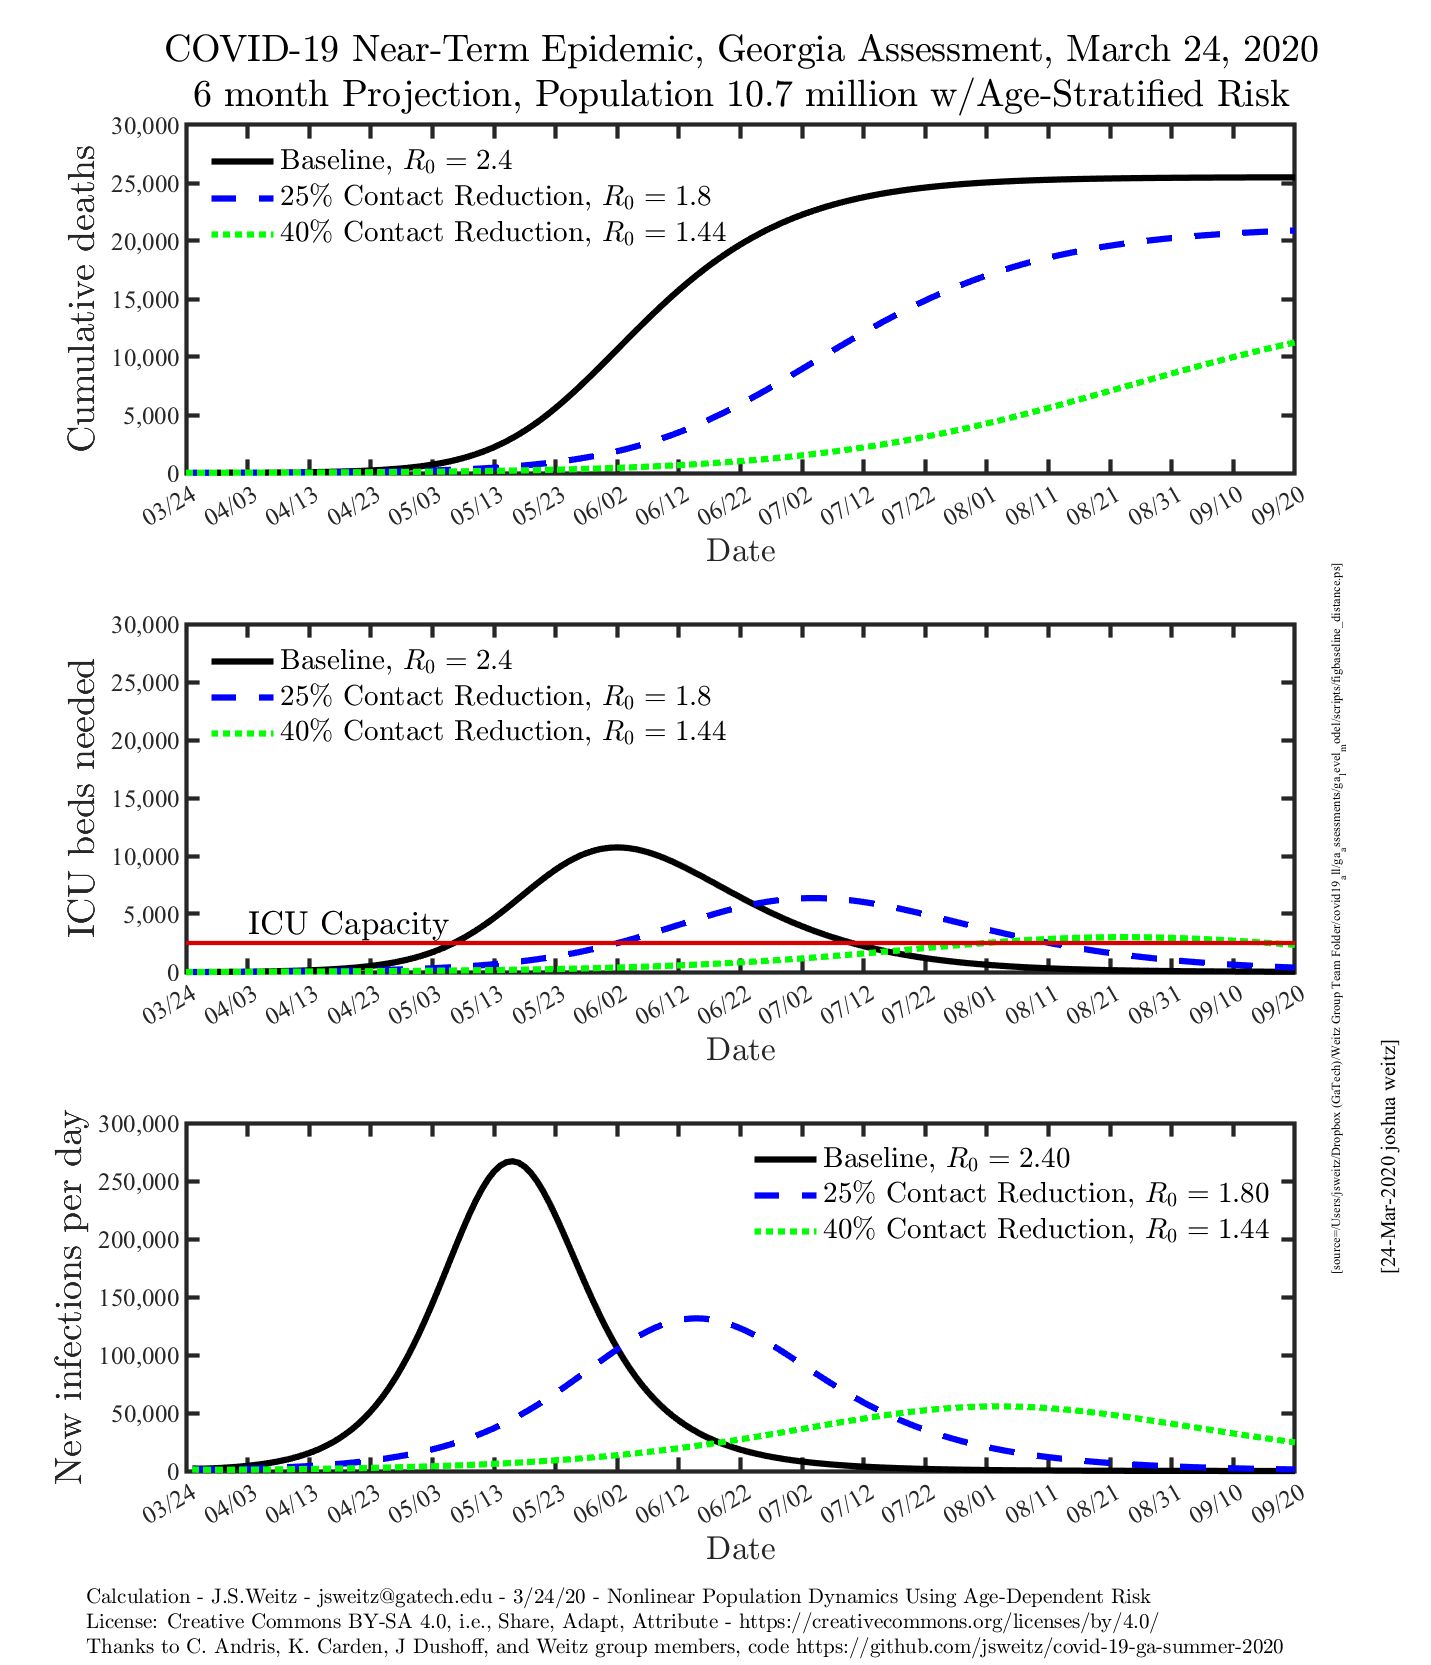 COVID-19 Near-Term Epidemic, Georgia Assessment, March 24, 2020
6 month Projection, Population 10.7 million w/Age-Stratified Risk
30,000
25,000
20,000
15,000
10,000
5,000
0
Cumulative deaths
Baseline, R₀ = 2.4
25% Contact Reduction, R₀ = 1.8
40% Contact Reduction, R₀ = 1.44
03/24 04/03 04/13 04/23 05/03 05/13 05/23 06/02 06/12 06/22 07/02 07/12 07/22 08/01 08/11 08/21 08/31 09/10 09/20
Date
30,000
25,000
20,000
15,000
10,000
5,000
0
ICU beds needed
Baseline, R₀ = 2.4
25% Contact Reduction, R₀ = 1.8
40% Contact Reduction, R₀ = 1.44
ICU Capacity
03/24 04/03 04/13 04/23 05/03 05/13 05/23 06/02 06/12 06/22 07/02 07/12 07/22 08/01 08/11 08/21 08/31 09/10 09/20
Date
300,000
250,000
200,000
150,000
100,000
50,000
0
New infections per day
Baseline, R₀ = 2.40
25% Contact Reduction, R₀ = 1.80
40% Contact Reduction, R₀ = 1.44
03/24 04/03 04/13 04/23 05/03 05/13 05/23 06/02 06/12 06/22 07/02 07/12 07/22 08/01 08/11 08/21 08/31 09/10 09/20
Date
[source=/Users/jsweitz/Dropbox (GaTech)/Weitz Group Team Folder/covid19ₐll/gaₐssessments/gaₗevelₘodel/scripts/figbaseline_distance.ps]
[24-Mar-2020 joshua weitz]
Calculation - J.S.Weitz - jsweitz@gatech.edu - 3/24/20 - Nonlinear Population Dynamics Using Age-Dependent Risk
License: Creative Commons BY-SA 4.0, i.e., Share, Adapt, Attribute - https://creativecommons.org/licenses/by/4.0/
Thanks to C. Andris, K. Carden, J Dushoff, and Weitz group members, code https://github.com/jsweitz/covid-19-ga-summer-2020